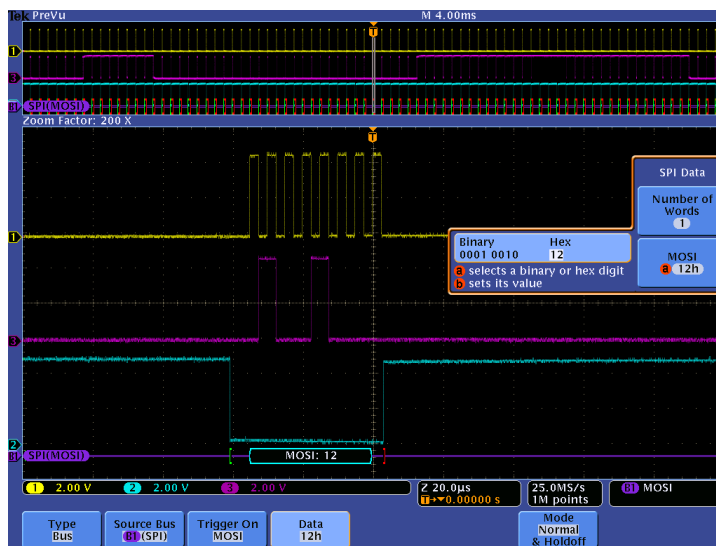 Tek PreVu M 4.00ms
T
1
3
B1 SPI(MOSI)
Zoom Factor: 200 X
T
SPI Data
Number of
Words
1
1
Binary Hex
0001 0010 12
MOSI
a 12h
a selects a binary or hex digit
b sets its value
3
2
B1 SPI(MOSI) MOSI: 12
1 2.00 V 2 2.00 V 3 2.00 V Z 20.0µs 25.0MS/s B1 MOSI
T→▼0.00000 s 1M points
Type Source Bus Trigger On Data Mode
Bus B1 (SPI) MOSI 12h Normal
& Holdoff